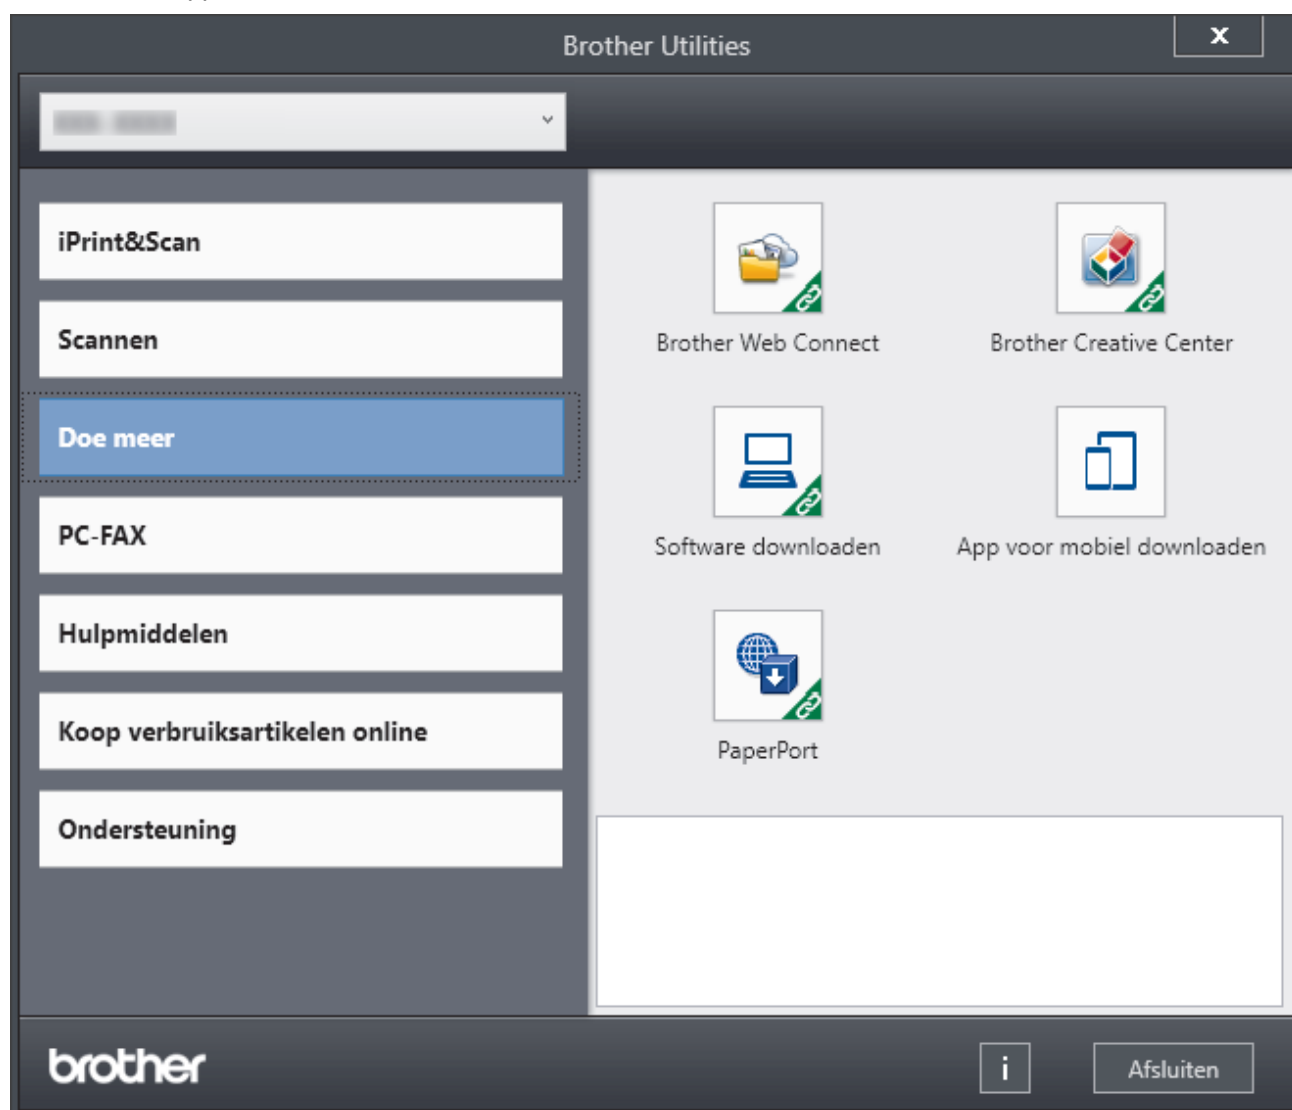 Brother Utilities
X
iPrint&Scan
Scannen
Doe meer
PC-FAX
Hulpmiddelen
Koop verbruiksartikelen online
Ondersteuning
Brother Web Connect
Brother Creative Center
Software downloaden
App voor mobiel downloaden
PaperPort
brother
i
Afsluiten